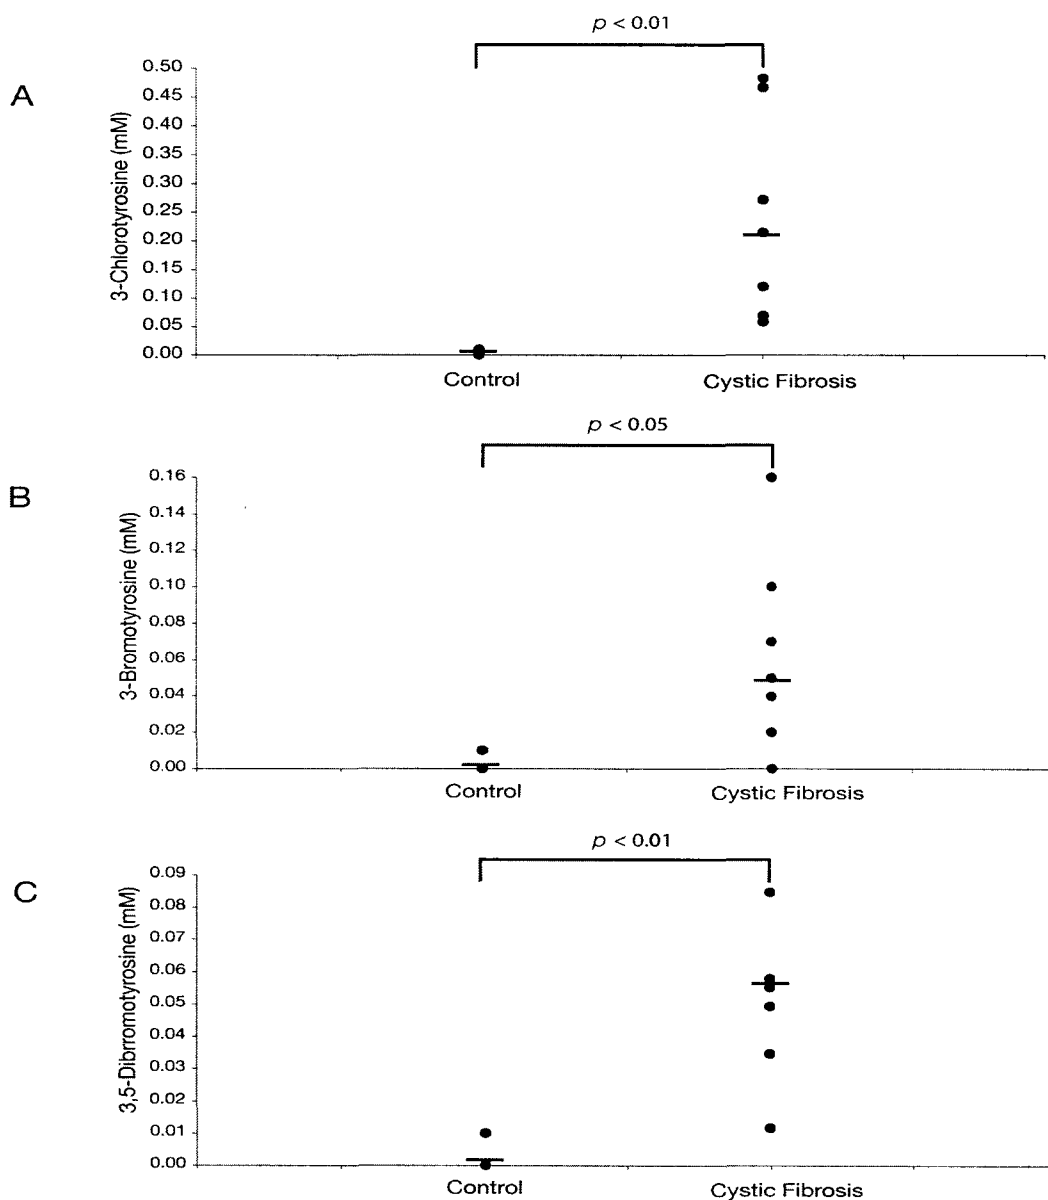 p < 0.01
A
3-Chlorotyrosine (mM)
0.50
0.45
0.40
0.35
0.30
0.25
0.20
0.15
0.10
0.05
0.00
Control
Cystic Fibrosis
p < 0.05
B
3-Bromotyrosine (mM)
0.16
0.14
0.12
0.10
0.08
0.06
0.04
0.02
0.00
Control
Cystic Fibrosis
p < 0.01
C
3,5-Dibrromotyrosine (mM)
0.09
0.08
0.07
0.06
0.05
0.04
0.03
0.02
0.01
0.00
Control
Cystic Fibrosis